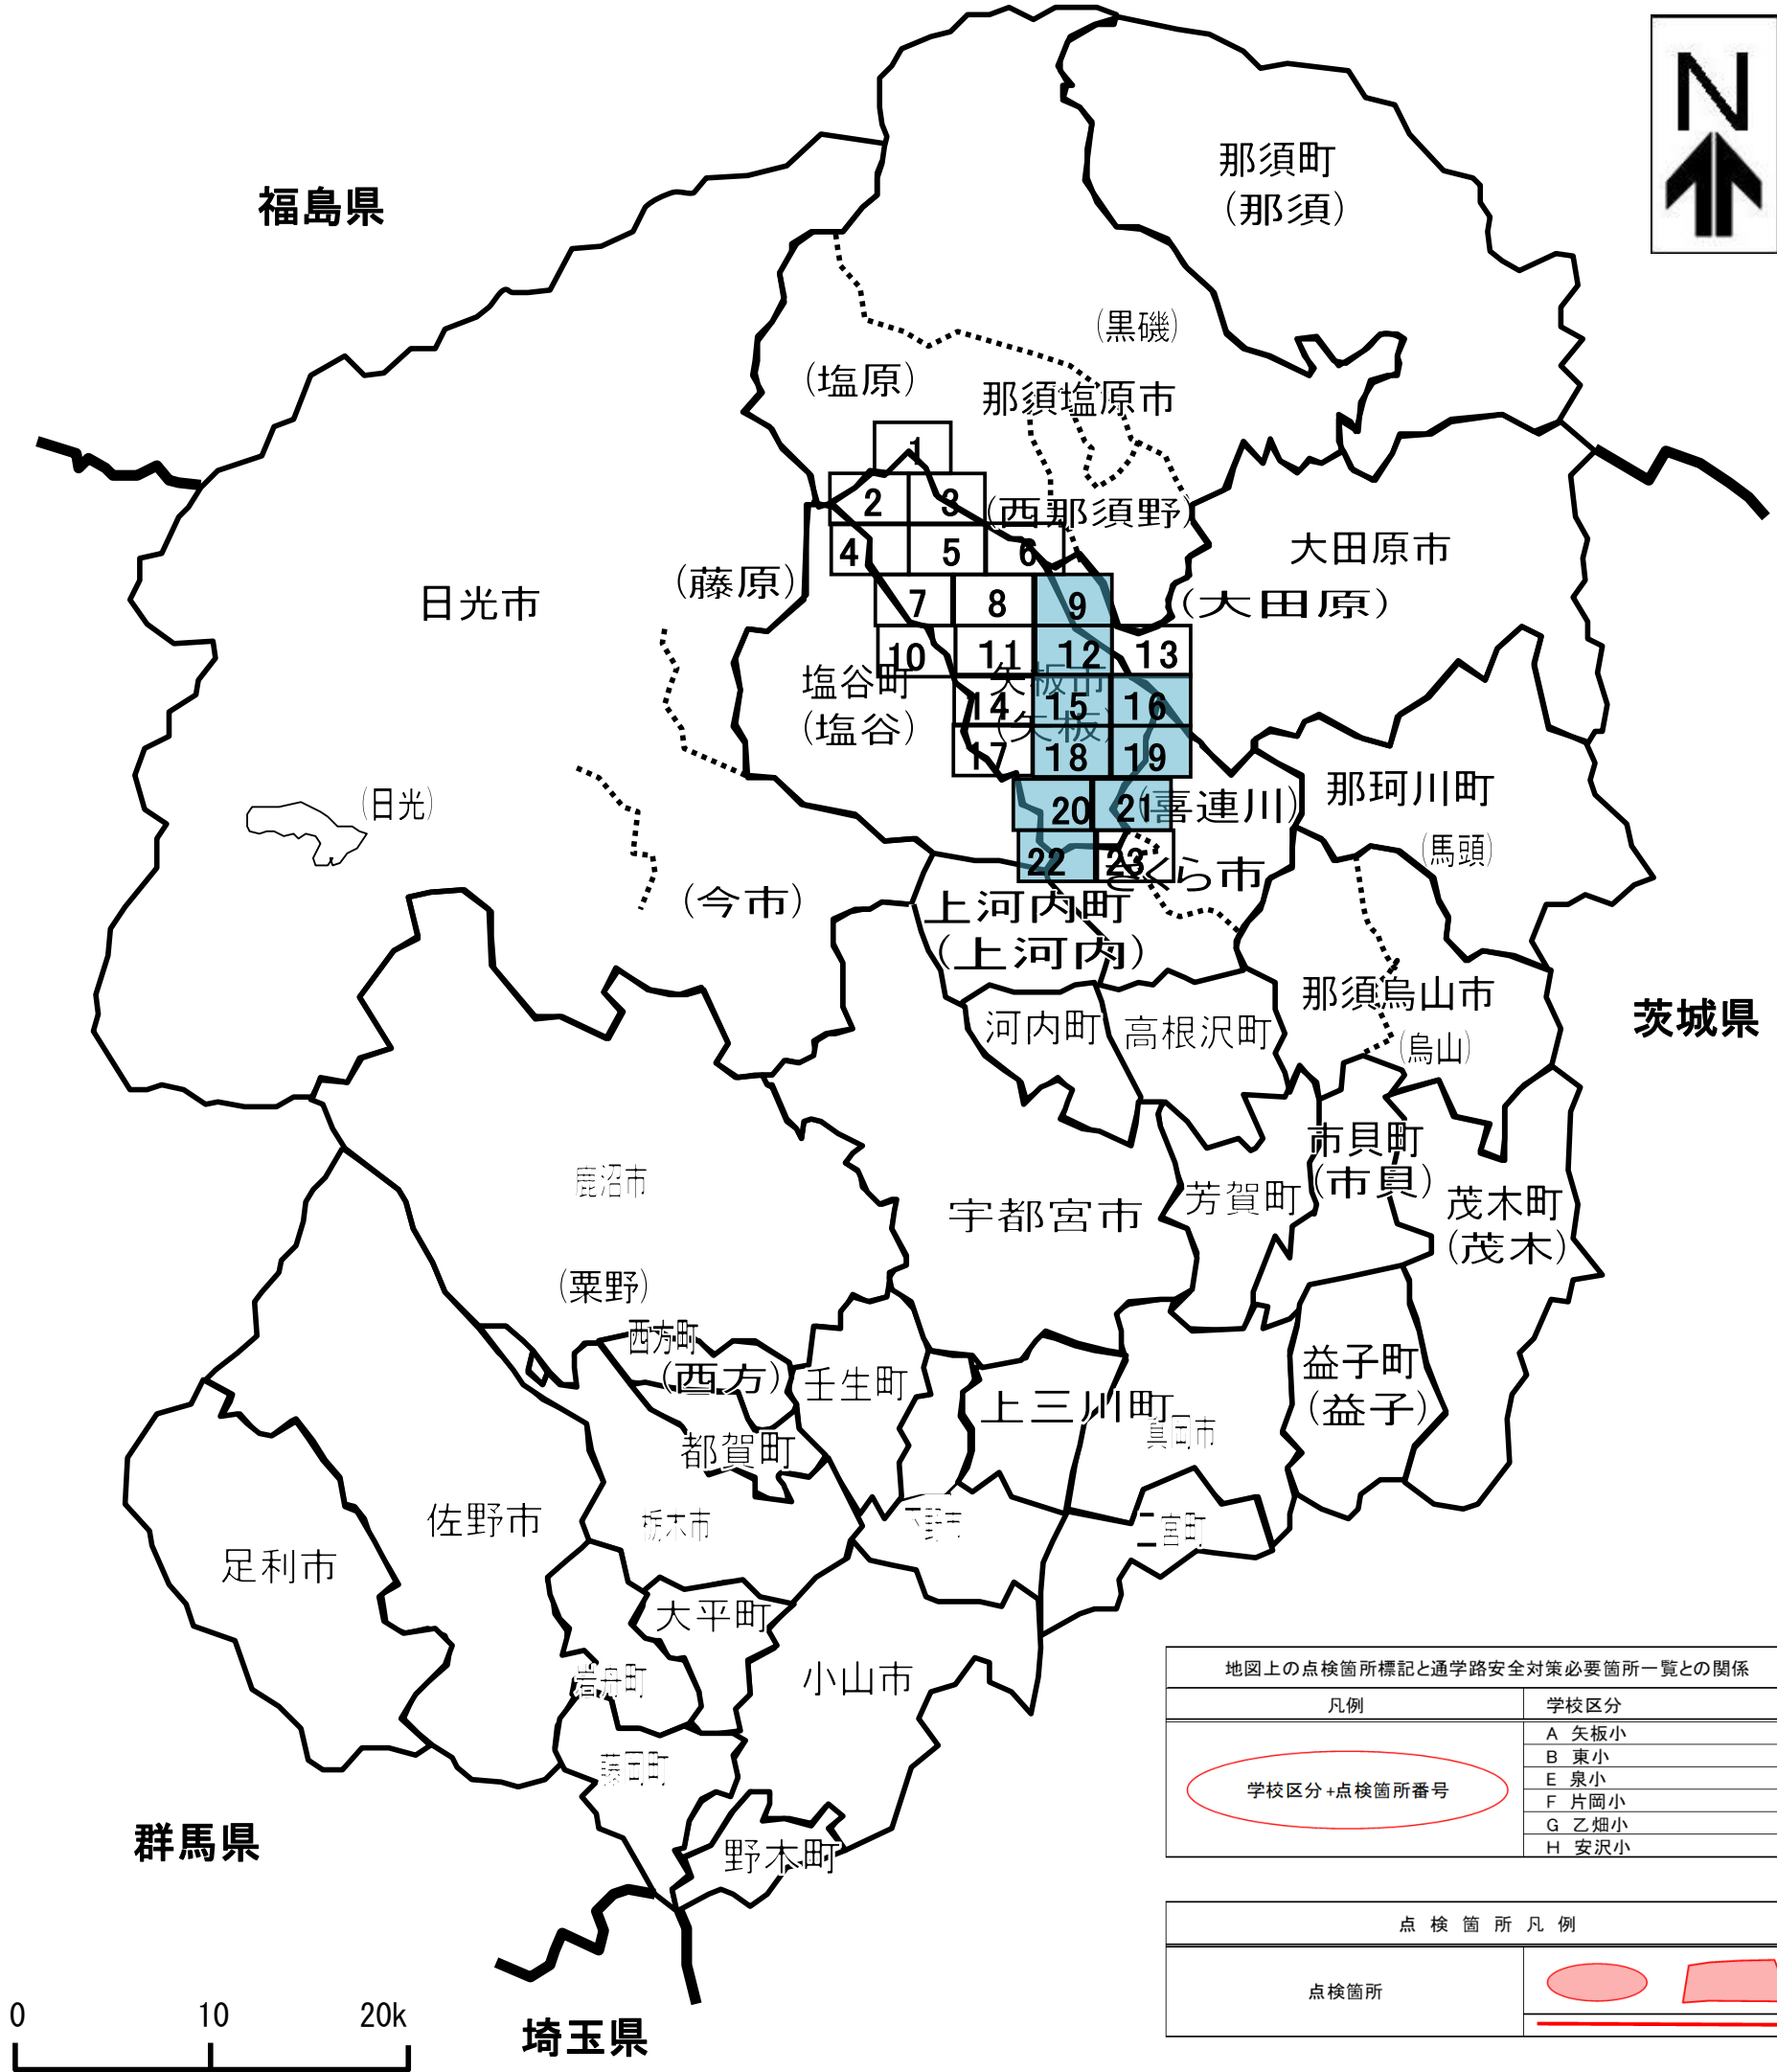 N
福島県
那須町
(那須)
(黒磯)
(塩原)
那須塩原市
1
2
3
(西那須野)
4
5
6
大田原市
日光市
(藤原)
7
8
9
(大田原)
10
11
12
13
塩谷町
(塩谷)
矢板市
(矢板)
14
15
16
17
18
19
(日光)
20
21
(喜連川)
那珂川町
(馬頭)
22
23
さくら市
(今市)
上河内町
(上河内)
那須烏山市
(烏山)
茨城県
河内町
高根沢町
市貝町
(市貝)
鹿沼市
宇都宮市
芳賀町
茂木町
(茂木)
(粟野)
西方町
(西方)
壬生町
益子町
(益子)
上三川町
真岡市
都賀町
佐野市
栃木市
下野市
二宮町
足利市
大平町
小山市
岩舟町
藤岡町
野木町
群馬県
埼玉県
0 10 20k
地図上の点検箇所標記と通学路安全対策必要箇所一覧との関係
凡例 学校区分
学校区分+点検箇所番号
A 矢板小
B 東小
E 泉小
F 片岡小
G 乙畑小
H 安沢小
点検箇所凡例
点検箇所